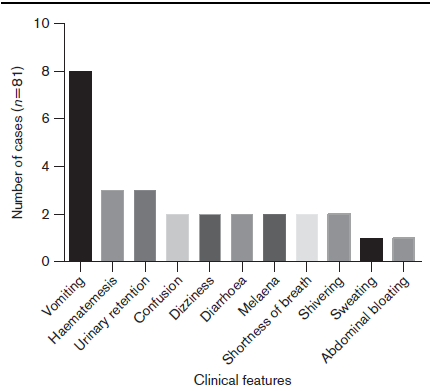 10
8
6
4
2
0
Number of cases (n=81)
Vomiting
Haematemesis
Urinary retention
Confusion
Dizziness
Diarrhoea
Melaena
Shortness of breath
Shivering
Sweating
Abdominal bloating
Clinical features